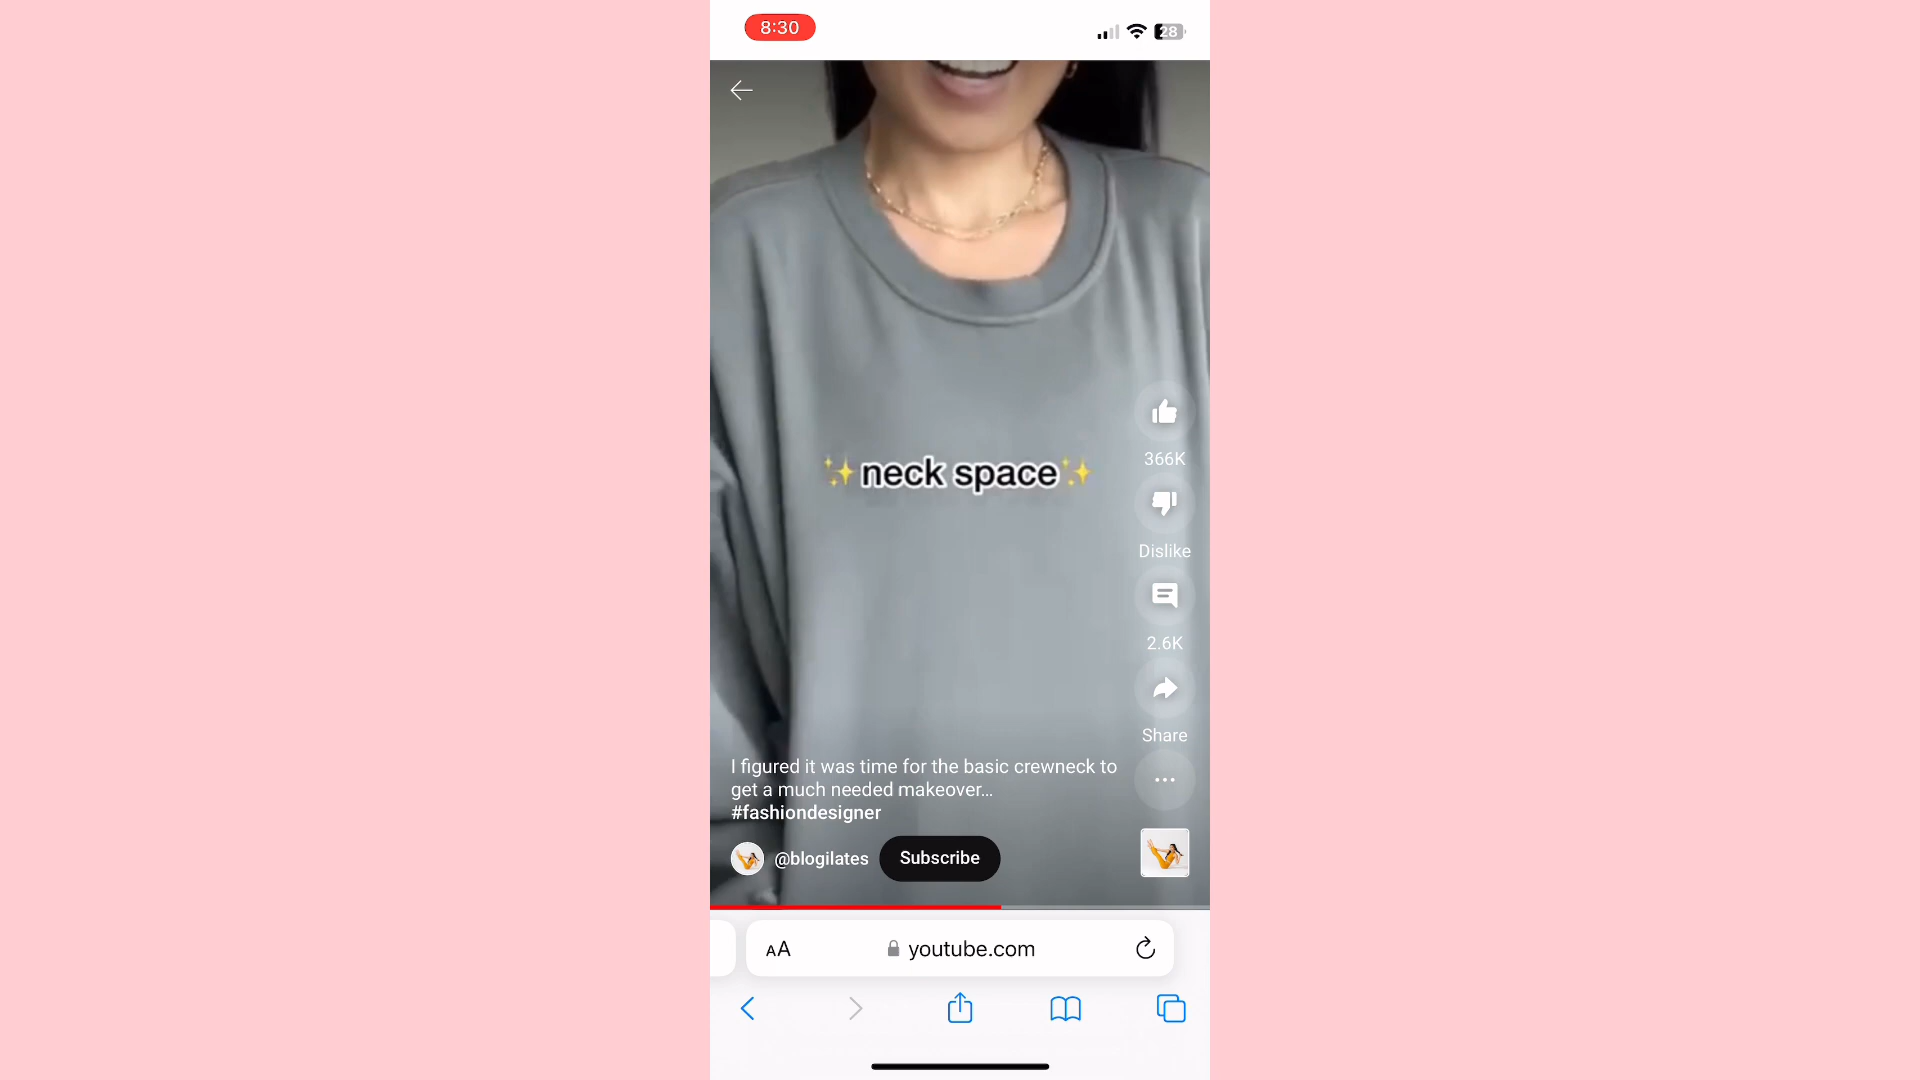 8:30
28
✨neck space✨
366K
Dislike
2.6K
Share
I figured it was time for the basic crewneck to
get a much needed makeover...
#fashiondesigner
@blogilates
Subscribe
AA
youtube.com